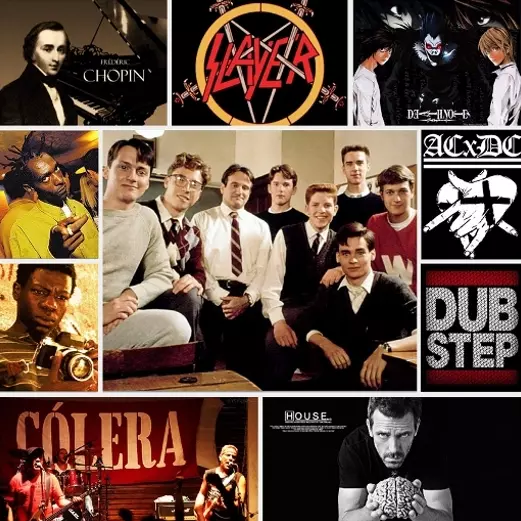 FRÉDÉRIC
CHOPIN
SLAYER
ACxDC
DUB
STEP
CÓLERA
HOUSE